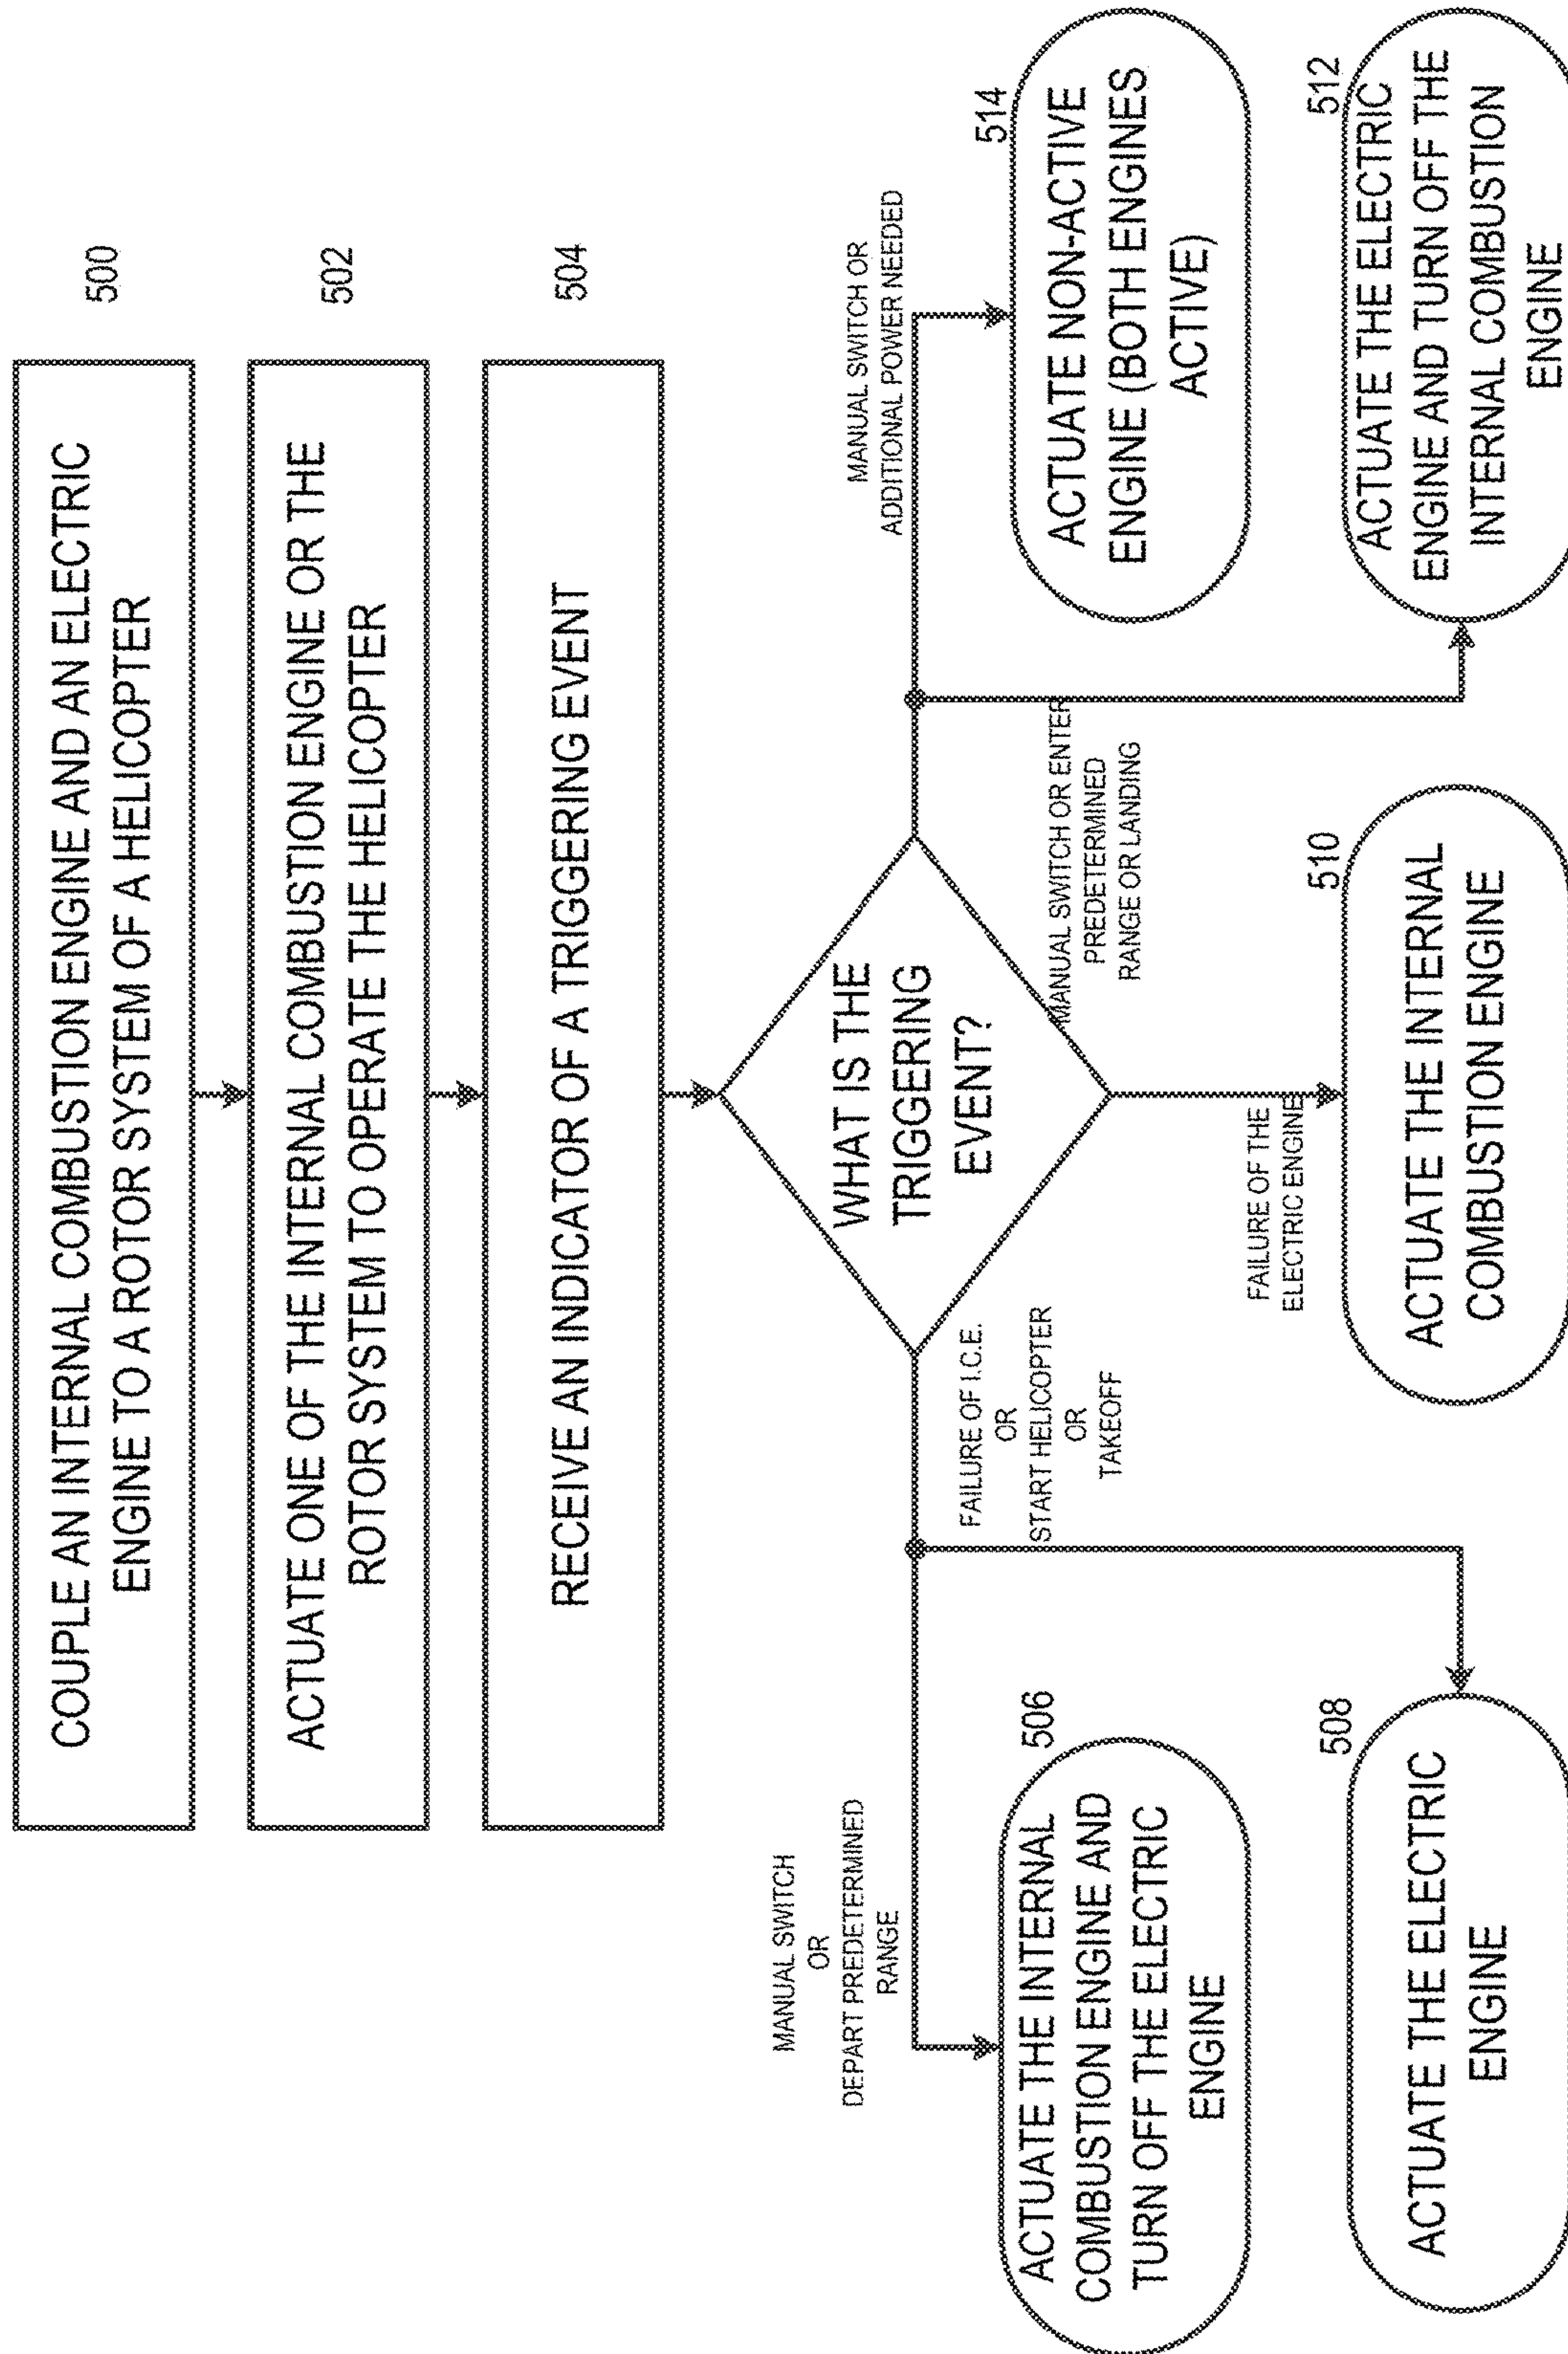 COUPLE AN INTERNAL COMBUSTION ENGINE AND AN ELECTRIC
ENGINE TO A ROTOR SYSTEM OF A HELICOPTER
500
ACTUATE ONE OF THE INTERNAL COMBUSTION ENGINE OR THE
ROTOR SYSTEM TO OPERATE THE HELICOPTER
502
RECEIVE AN INDICATOR OF A TRIGGERING EVENT
504
WHAT IS THE
TRIGGERING
EVENT?
MANUAL SWITCH
OR
DEPART PREDETERMINED
RANGE
506
ACTUATE THE INTERNAL
COMBUSTION ENGINE AND
TURN OFF THE ELECTRIC
ENGINE
FAILURE OF I.C.E.
OR
START HELICOPTER
OR
TAKEOFF
508
ACTUATE THE ELECTRIC
ENGINE
FAILURE OF THE
ELECTRIC ENGINE
510
ACTUATE THE INTERNAL
COMBUSTION ENGINE
MANUAL SWITCH OR ENTER
PREDETERMINED
RANGE OR LANDING
512
ACTUATE THE ELECTRIC
ENGINE AND TURN OFF THE
INTERNAL COMBUSTION
ENGINE
MANUAL SWITCH OR
ADDITIONAL POWER NEEDED
514
ACTUATE NON-ACTIVE
ENGINE (BOTH ENGINES
ACTIVE)